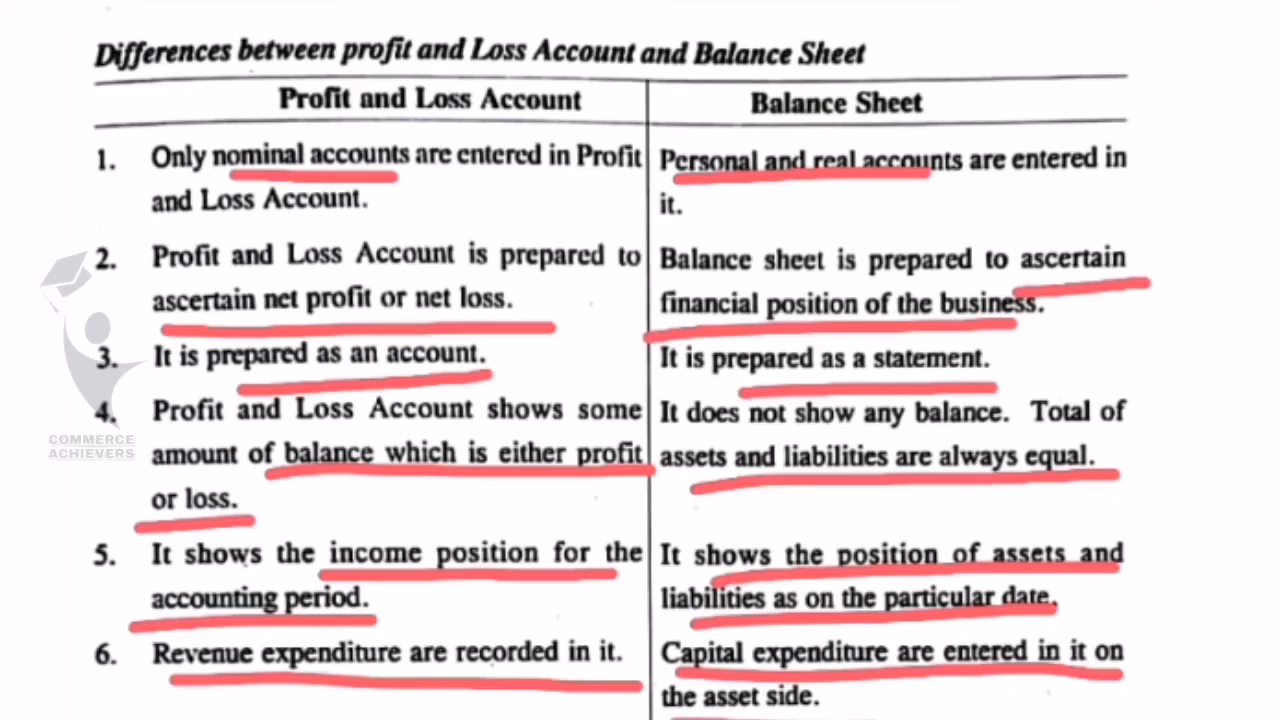 Differences between profit and Loss Account and Balance Sheet
Profit and Loss Account
Balance Sheet
1. Only nominal accounts are entered in Profit
and Loss Account.
Personal and real accounts are entered in
it.
2. Profit and Loss Account is prepared to
ascertain net profit or net loss.
Balance sheet is prepared to ascertain
financial position of the business.
3. It is prepared as an account.
It is prepared as a statement.
4. Profit and Loss Account shows some
amount of balance which is either profit
or loss.
It does not show any balance. Total of
assets and liabilities are always equal.
5. It shows the income position for the
accounting period.
It shows the position of assets and
liabilities as on the particular date.
6. Revenue expenditure are recorded in it.
Capital expenditure are entered in it on
the asset side.
COMMERCE
ACHIEVERS